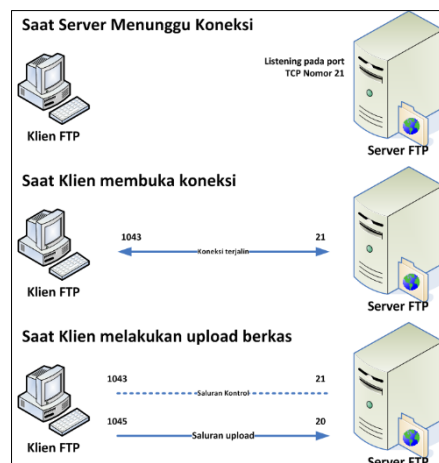 Saat Server Menunggu Koneksi
Listening pada port
TCP Nomor 21
Klien FTP
Server FTP
Saat Klien membuka koneksi
1043
21
Koneksi terjalin
Klien FTP
Server FTP
Saat Klien melakukan upload berkas
1043
21
Saluran Kontrol
1045
20
Saluran upload
Klien FTP
Server FTP